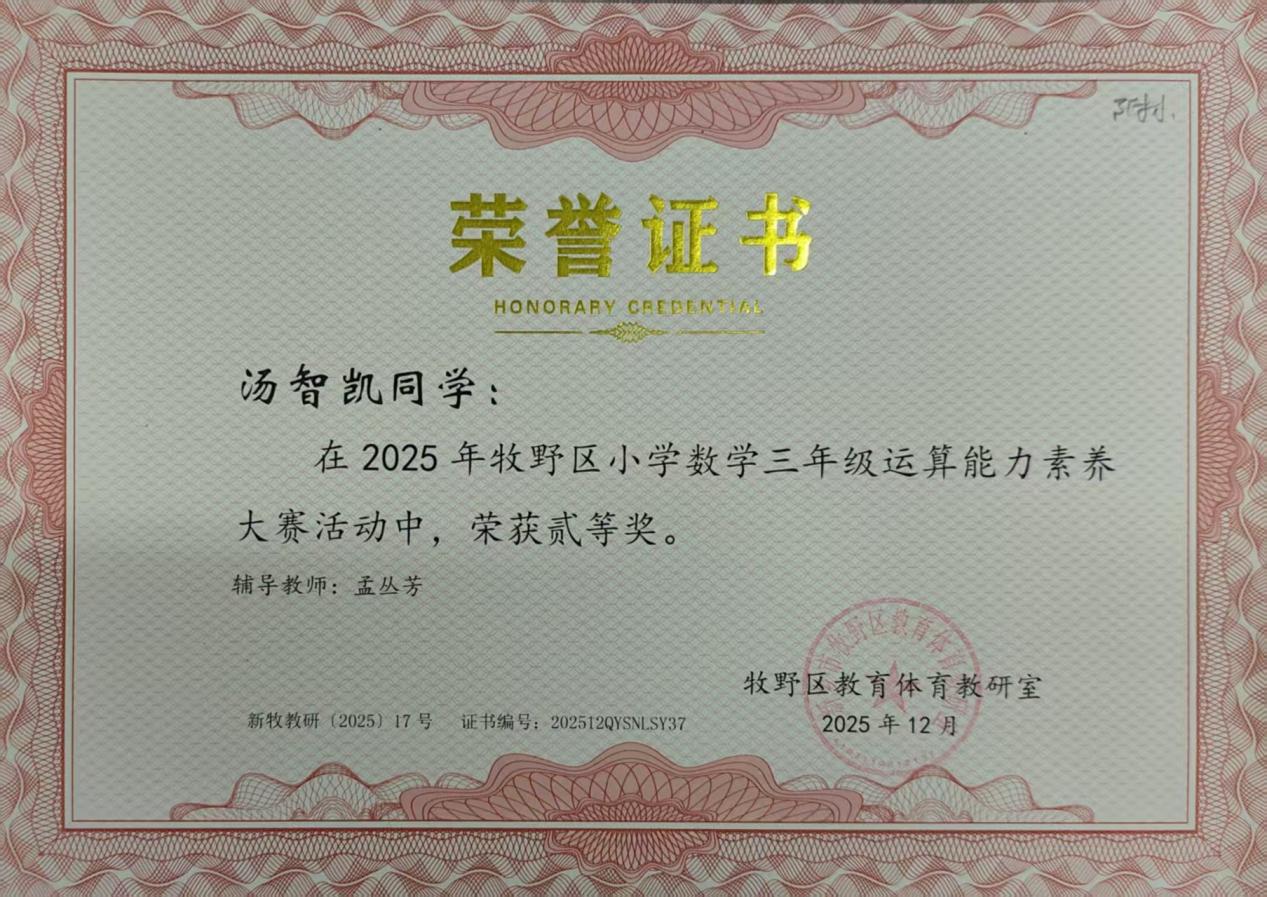 荣誉证书
HONORARY CREDENTIAL
汤智凯同学：
在2025年牧野区小学数学三年级运算能力素养
大赛活动中，荣获贰等奖。
辅导教师：孟丛芳
牧野区教育体育教研室
新牧教研〔2025〕17号 证书编号：202512QYSNLSY37
2025年12月